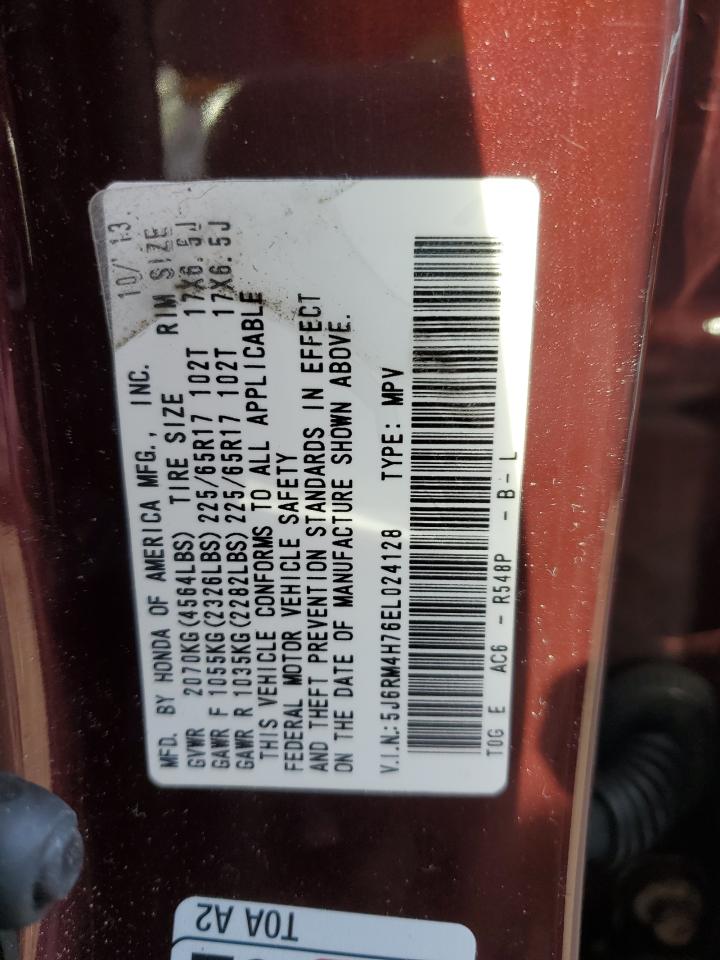 MFD. BY HONDA OF AMERICA MFG., INC. 10/13
GVWR 2070KG(4564LBS) TIRE SIZE RIM SIZE
GAWR F 1055KG(2326LBS) 225/65R17 102T 17X6.5J
GAWR R 1035KG(2282LBS) 225/65R17 102T 17X6.5J
THIS VEHICLE CONFORMS TO ALL APPLICABLE
FEDERAL MOTOR VEHICLE SAFETY
AND THEFT PREVENTION STANDARDS IN EFFECT
ON THE DATE OF MANUFACTURE SHOWN ABOVE.
V.I.N.: 5J6RM4H76EL024128 TYPE: MPV
T0G E AC6 - R548P - B- L
T0A A2